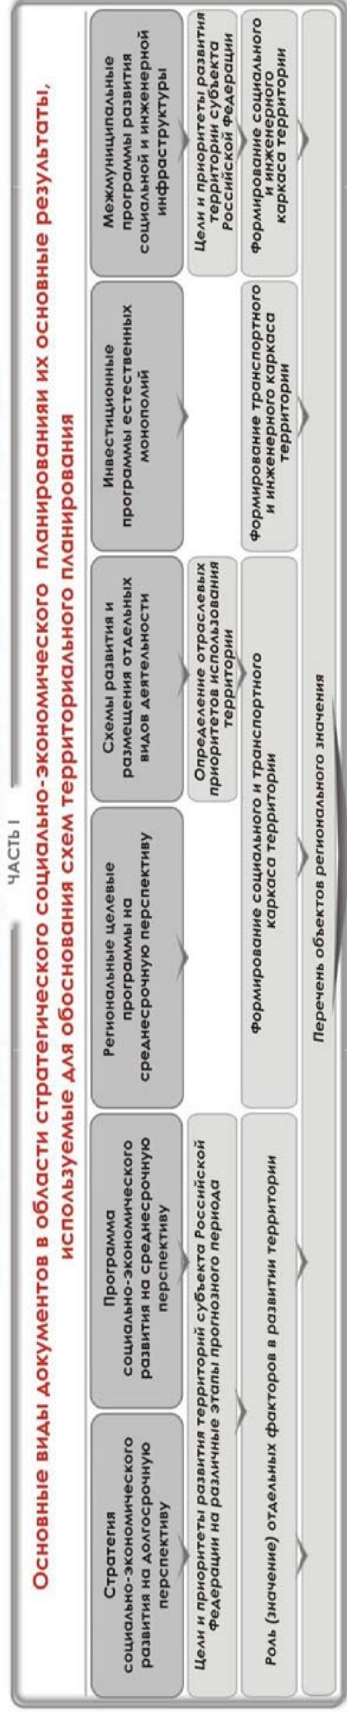 ЧАСТЬ I
Основные виды документов в области стратегического социально-экономического планированияи их основные результаты,
используемые для обоснования схем территориального планирования
Стратегия
социально-экономического
развития на долгосрочную
перспективу
Программа
социально-экономического
развития на среднесрочную
перспективу
Региональные целевые
программы на
среднесрочную перспективу
Схемы развития и
размещения отдельных
видов деятельности
Инвестиционные
программы естественных
монополий
Межмуниципальные
программы развития
социальной и инженерной
инфраструктуры
Цели и приоритеты развития территорий субъекта Российской
Федерации на различные этапы прогнозного периода
Определение отраслевых
приоритетов использования
территории
Цели и приоритеты развития
территории субъекта
Российской Федерации
Роль (значение) отдельных факторов в развитии территории
Формирование социального и транспортного
каркаса территории
Формирование транспортного
и инженерного каркаса
территории
Формирование социального
и инженерного
каркаса территории
Перечень объектов регионального значения